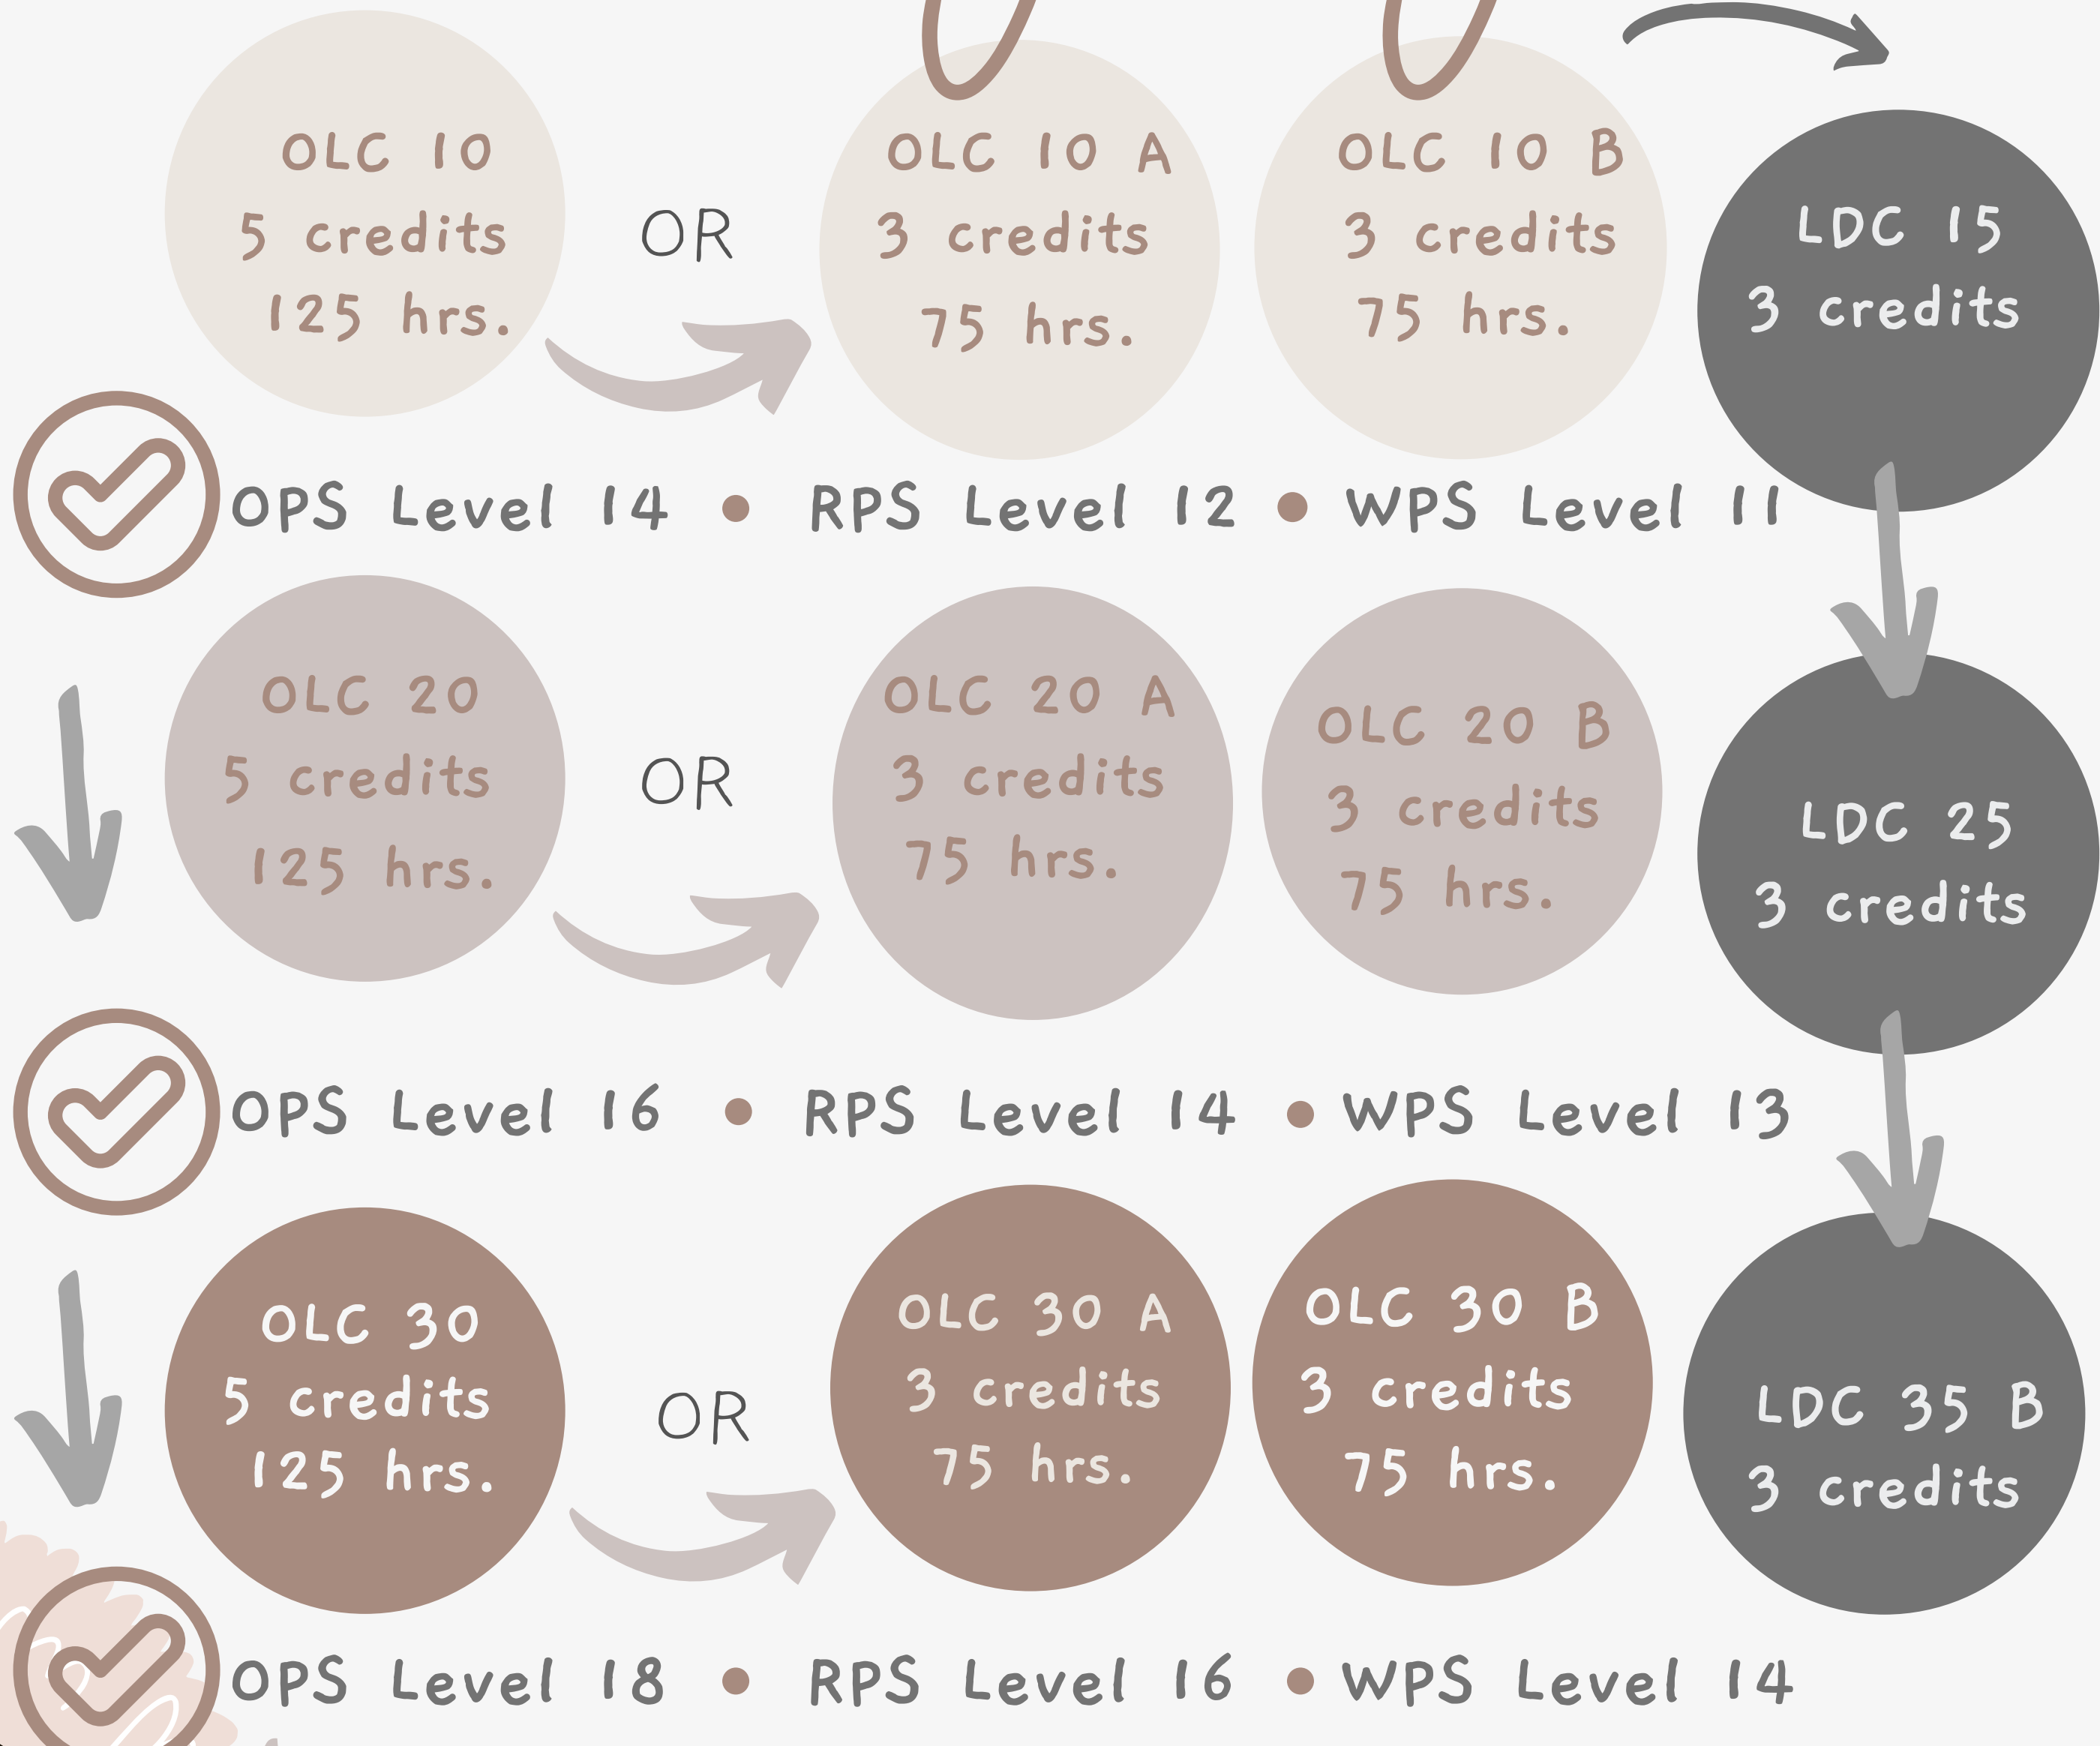 OLC 10
5 credits
125 hrs.
OR
OLC 10 A
3 credits
75 hrs.
OLC 10 B
3 credits
75 hrs.
LDC 15
3 credits
OPS Level 14 • RPS Level 12 • WPS Level 11
OLC 20
5 credits
125 hrs.
OR
OLC 20 A
3 credits
75 hrs.
OLC 20 B
3 credits
75 hrs.
LDC 25
3 credits
OPS Level 16 • RPS Level 14 • WPS Level 13
OLC 30
5 credits
125 hrs.
OR
OLC 30 A
3 credits
75 hrs.
OLC 30 B
3 credits
75 hrs.
LDC 35 B
3 credits
OPS Level 18 • RPS Level 16 • WPS Level 14